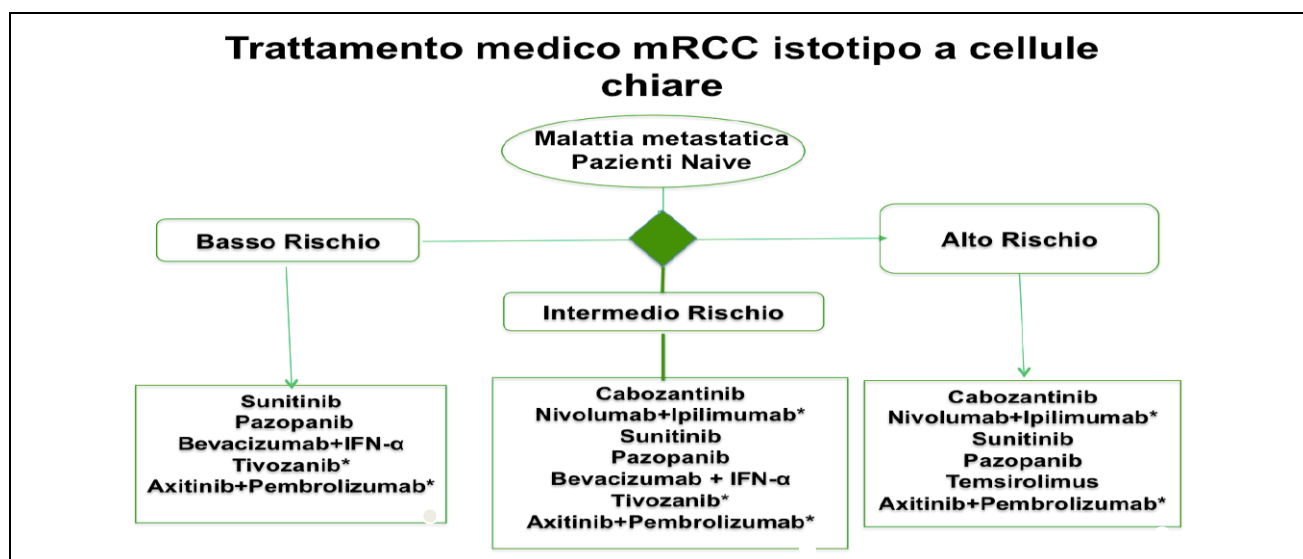 Trattamento medico mRCC istotipo a cellule
chiare
Malattia metastatica
Pazienti Naive
Basso Rischio
Alto Rischio
Intermedio Rischio
Sunitinib
Pazopanib
Bevacizumab+IFN-α
Tivozanib*
Axitinib+Pembrolizumab*
Cabozantinib
Nivolumab+Ipilimumab*
Sunitinib
Pazopanib
Bevacizumab + IFN-α
Tivozanib*
Axitinib+Pembrolizumab*
Cabozantinib
Nivolumab+Ipilimumab*
Sunitinib
Pazopanib
Temsirolimus
Axitinib+Pembrolizumab*